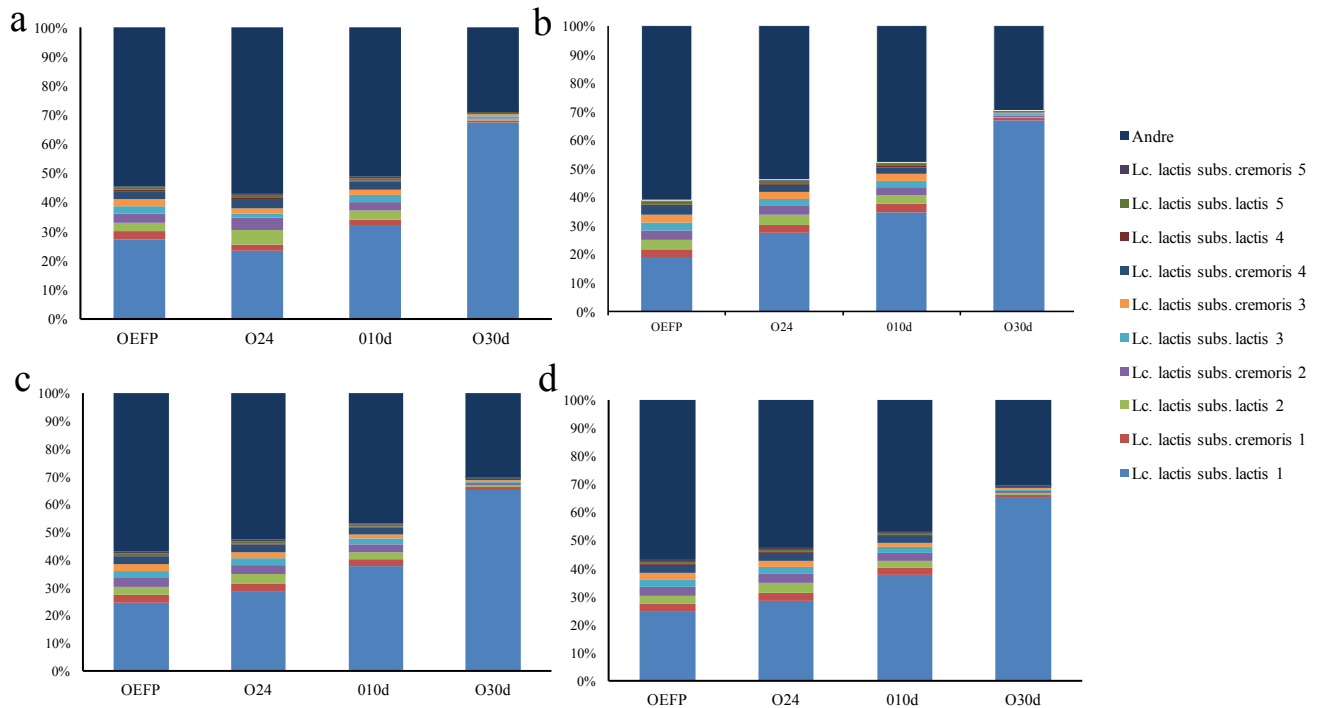 a
100%
90%
80%
70%
60%
50%
40%
30%
20%
10%
0%
OEFP O24 010d O30d
b
100%
90%
80%
70%
60%
50%
40%
30%
20%
10%
0%
OEFP O24 010d O30d
c
100%
90%
80%
70%
60%
50%
40%
30%
20%
10%
0%
OEFP O24 010d O30d
d
100%
90%
80%
70%
60%
50%
40%
30%
20%
10%
0%
OEFP O24 010d O30d
Andre
Lc. lactis subs. cremoris 5
Lc. lactis subs. lactis 5
Lc. lactis subs. lactis 4
Lc. lactis subs. cremoris 4
Lc. lactis subs. cremoris 3
Lc. lactis subs. lactis 3
Lc. lactis subs. cremoris 2
Lc. lactis subs. lactis 2
Lc. lactis subs. cremoris 1
Lc. lactis subs. lactis 1